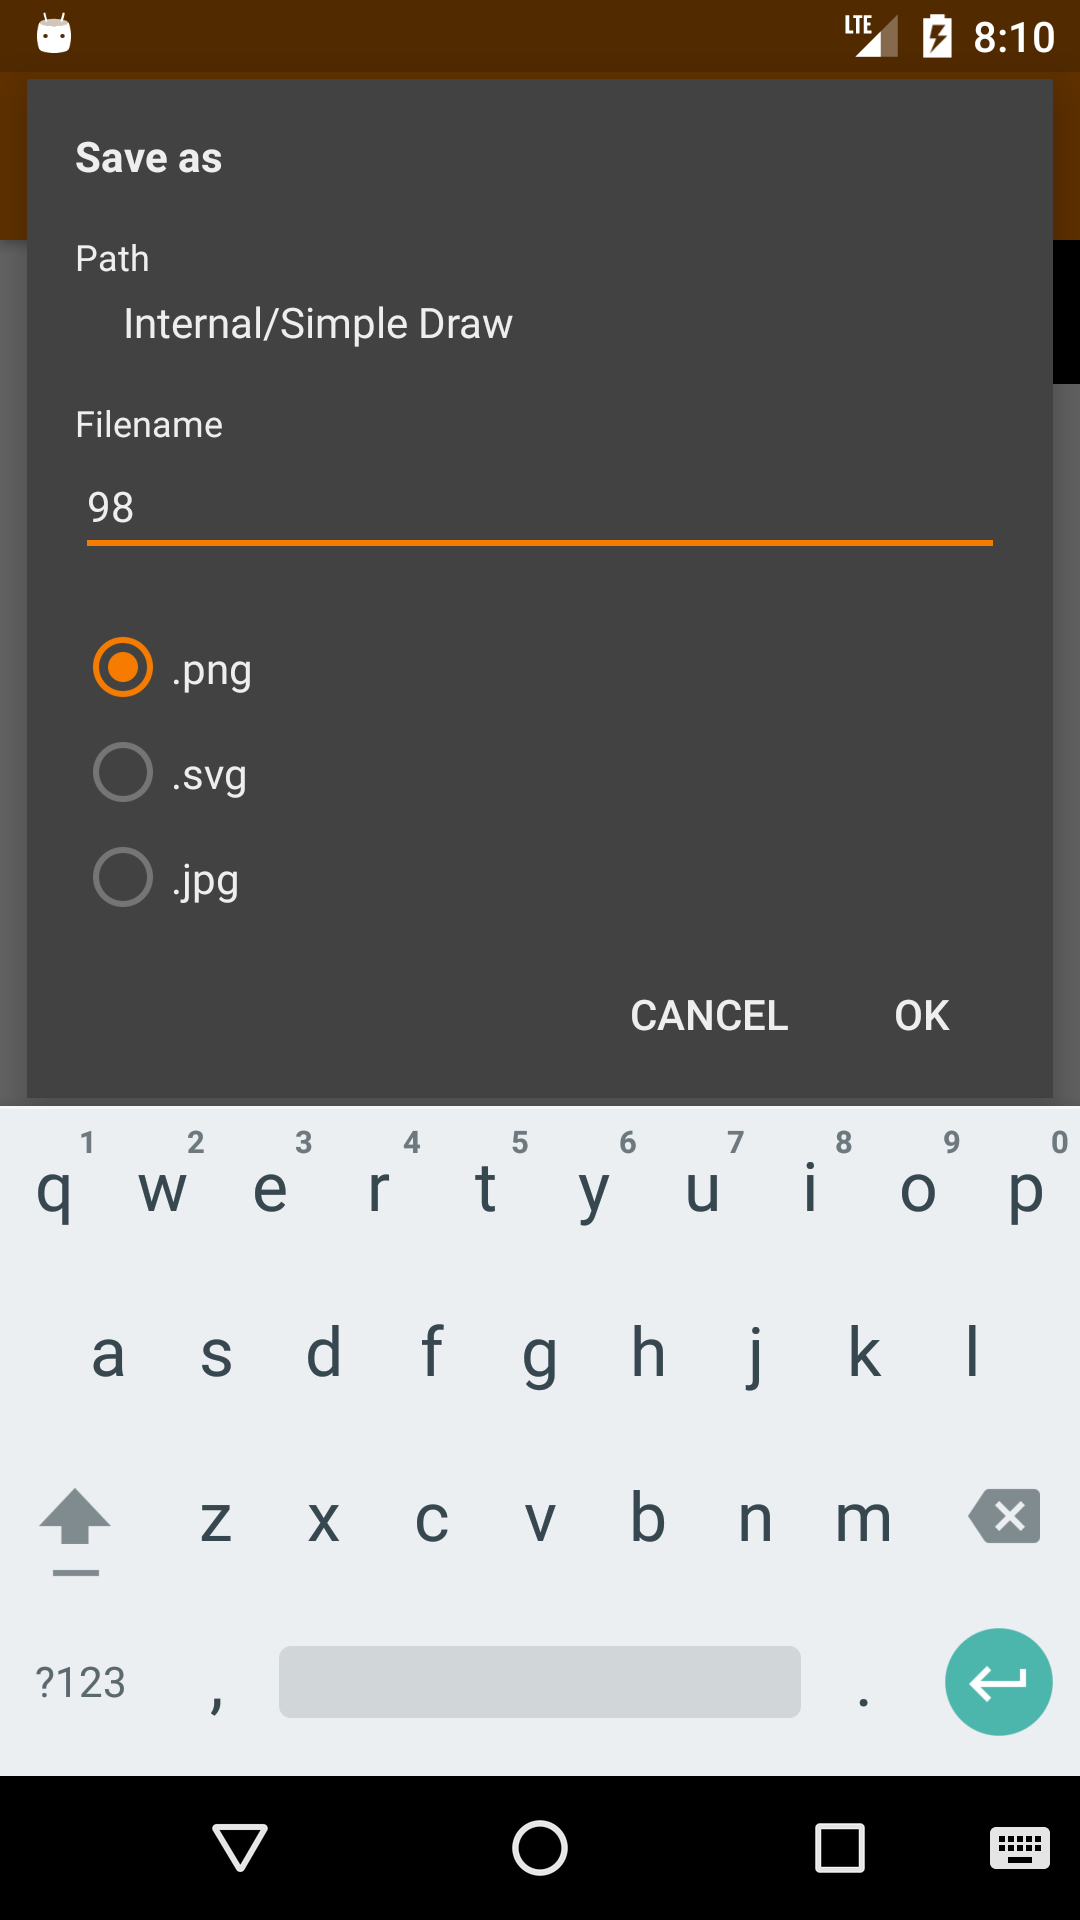 LTE 8:10
Save as
Path
Internal/Simple Draw
Filename
98
.png
.svg
.jpg
CANCEL OK
1 2 3 4 5 6 7 8 9 0
q w e r t y u i o p
a s d f g h j k l
z x c v b n m
?123 , .